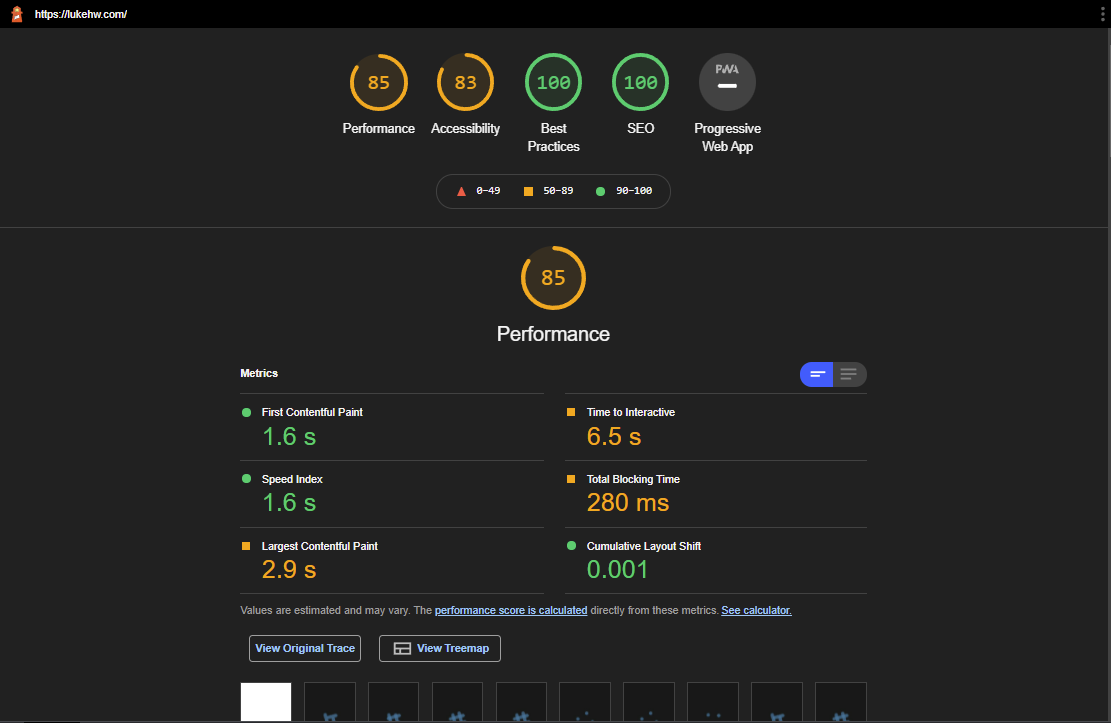 https://lukehw.com/
85 83 100 100 PWA
Performance Accessibility Best Practices SEO Progressive Web App
0–49 50–89 90–100
85
Performance
Metrics
First Contentful Paint
1.6 s
Time to Interactive
6.5 s
Speed Index
1.6 s
Total Blocking Time
280 ms
Largest Contentful Paint
2.9 s
Cumulative Layout Shift
0.001
Values are estimated and may vary. The performance score is calculated directly from these metrics. See calculator.
View Original Trace View Treemap